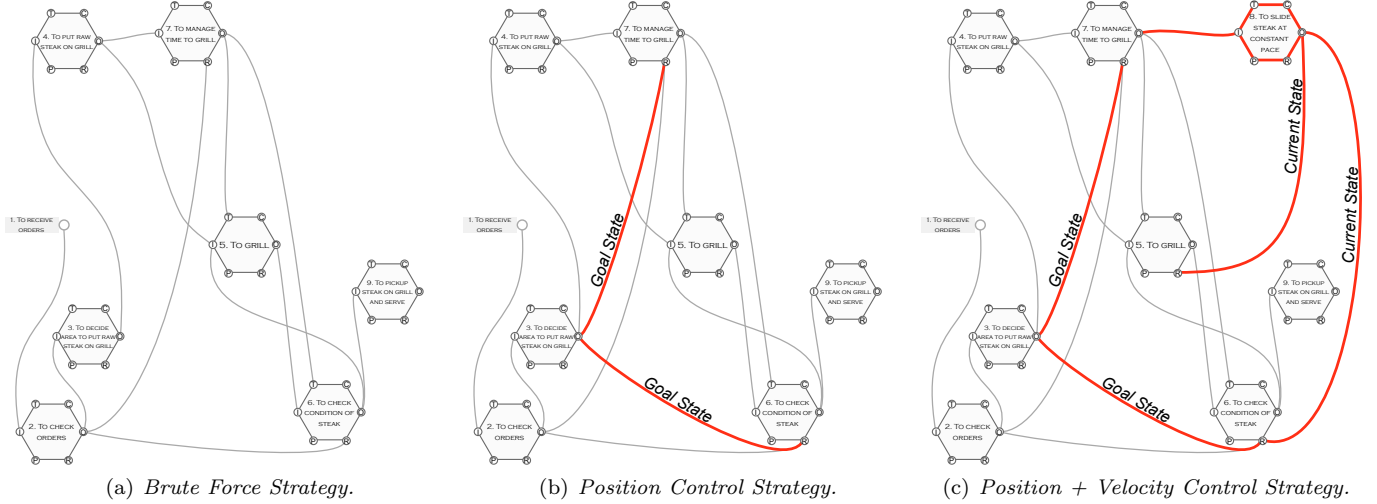 T
C
I
O
P
R
4. To put raw
steak on grill
T
C
I
O
P
R
7. To manage
time to grill
1. To receive
orders
T
C
I
O
P
R
5. To grill
T
C
I
O
P
R
9. To pickup
steak on grill
and serve
T
C
I
O
P
R
3. To decide
area to put raw
steak on grill
T
C
I
O
P
R
6. To check
condition of
steak
T
C
I
O
P
R
2. To check
orders
(a) Brute Force Strategy.
T
C
I
O
P
R
4. To put raw
steak on grill
T
C
I
O
P
R
7. To manage
time to grill
1. To receive
orders
T
C
I
O
P
R
5. To grill
Goal State
T
C
I
O
P
R
9. To pickup
steak on grill
and serve
T
C
I
O
P
R
3. To decide
area to put raw
steak on grill
Goal State
T
C
I
O
P
R
6. To check
condition of
steak
T
C
I
O
P
R
2. To check
orders
(b) Position Control Strategy.
T
C
I
O
P
R
4. To put raw
steak on grill
T
C
I
O
P
R
7. To manage
time to grill
T
C
I
O
P
R
8. To slide
steak at
constant
pace
Current State
Current State
1. To receive
orders
T
C
I
O
P
R
5. To grill
Goal State
T
C
I
O
P
R
9. To pickup
steak on grill
and serve
T
C
I
O
P
R
3. To decide
area to put raw
steak on grill
Goal State
T
C
I
O
P
R
6. To check
condition of
steak
T
C
I
O
P
R
2. To check
orders
(c) Position + Velocity Control Strategy.